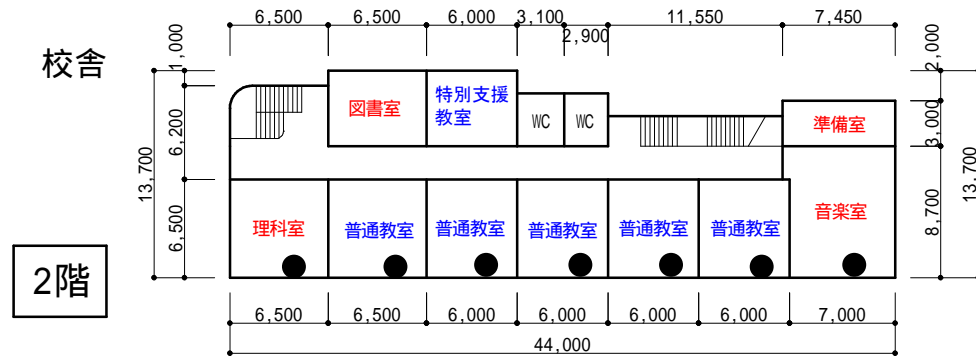 6,500 6,500 6,000 3,100 11,550 7,450
2,900
校舎
1,000
2,000
図書室
特別支援
教室
WC WC
準備室
6,200
3,000
13,700
13,700
理科室 普通教室 普通教室 普通教室 普通教室 普通教室 音楽室
6,500
8,700
2階
6,500 6,500 6,000 6,000 6,000 6,000 7,000
44,000